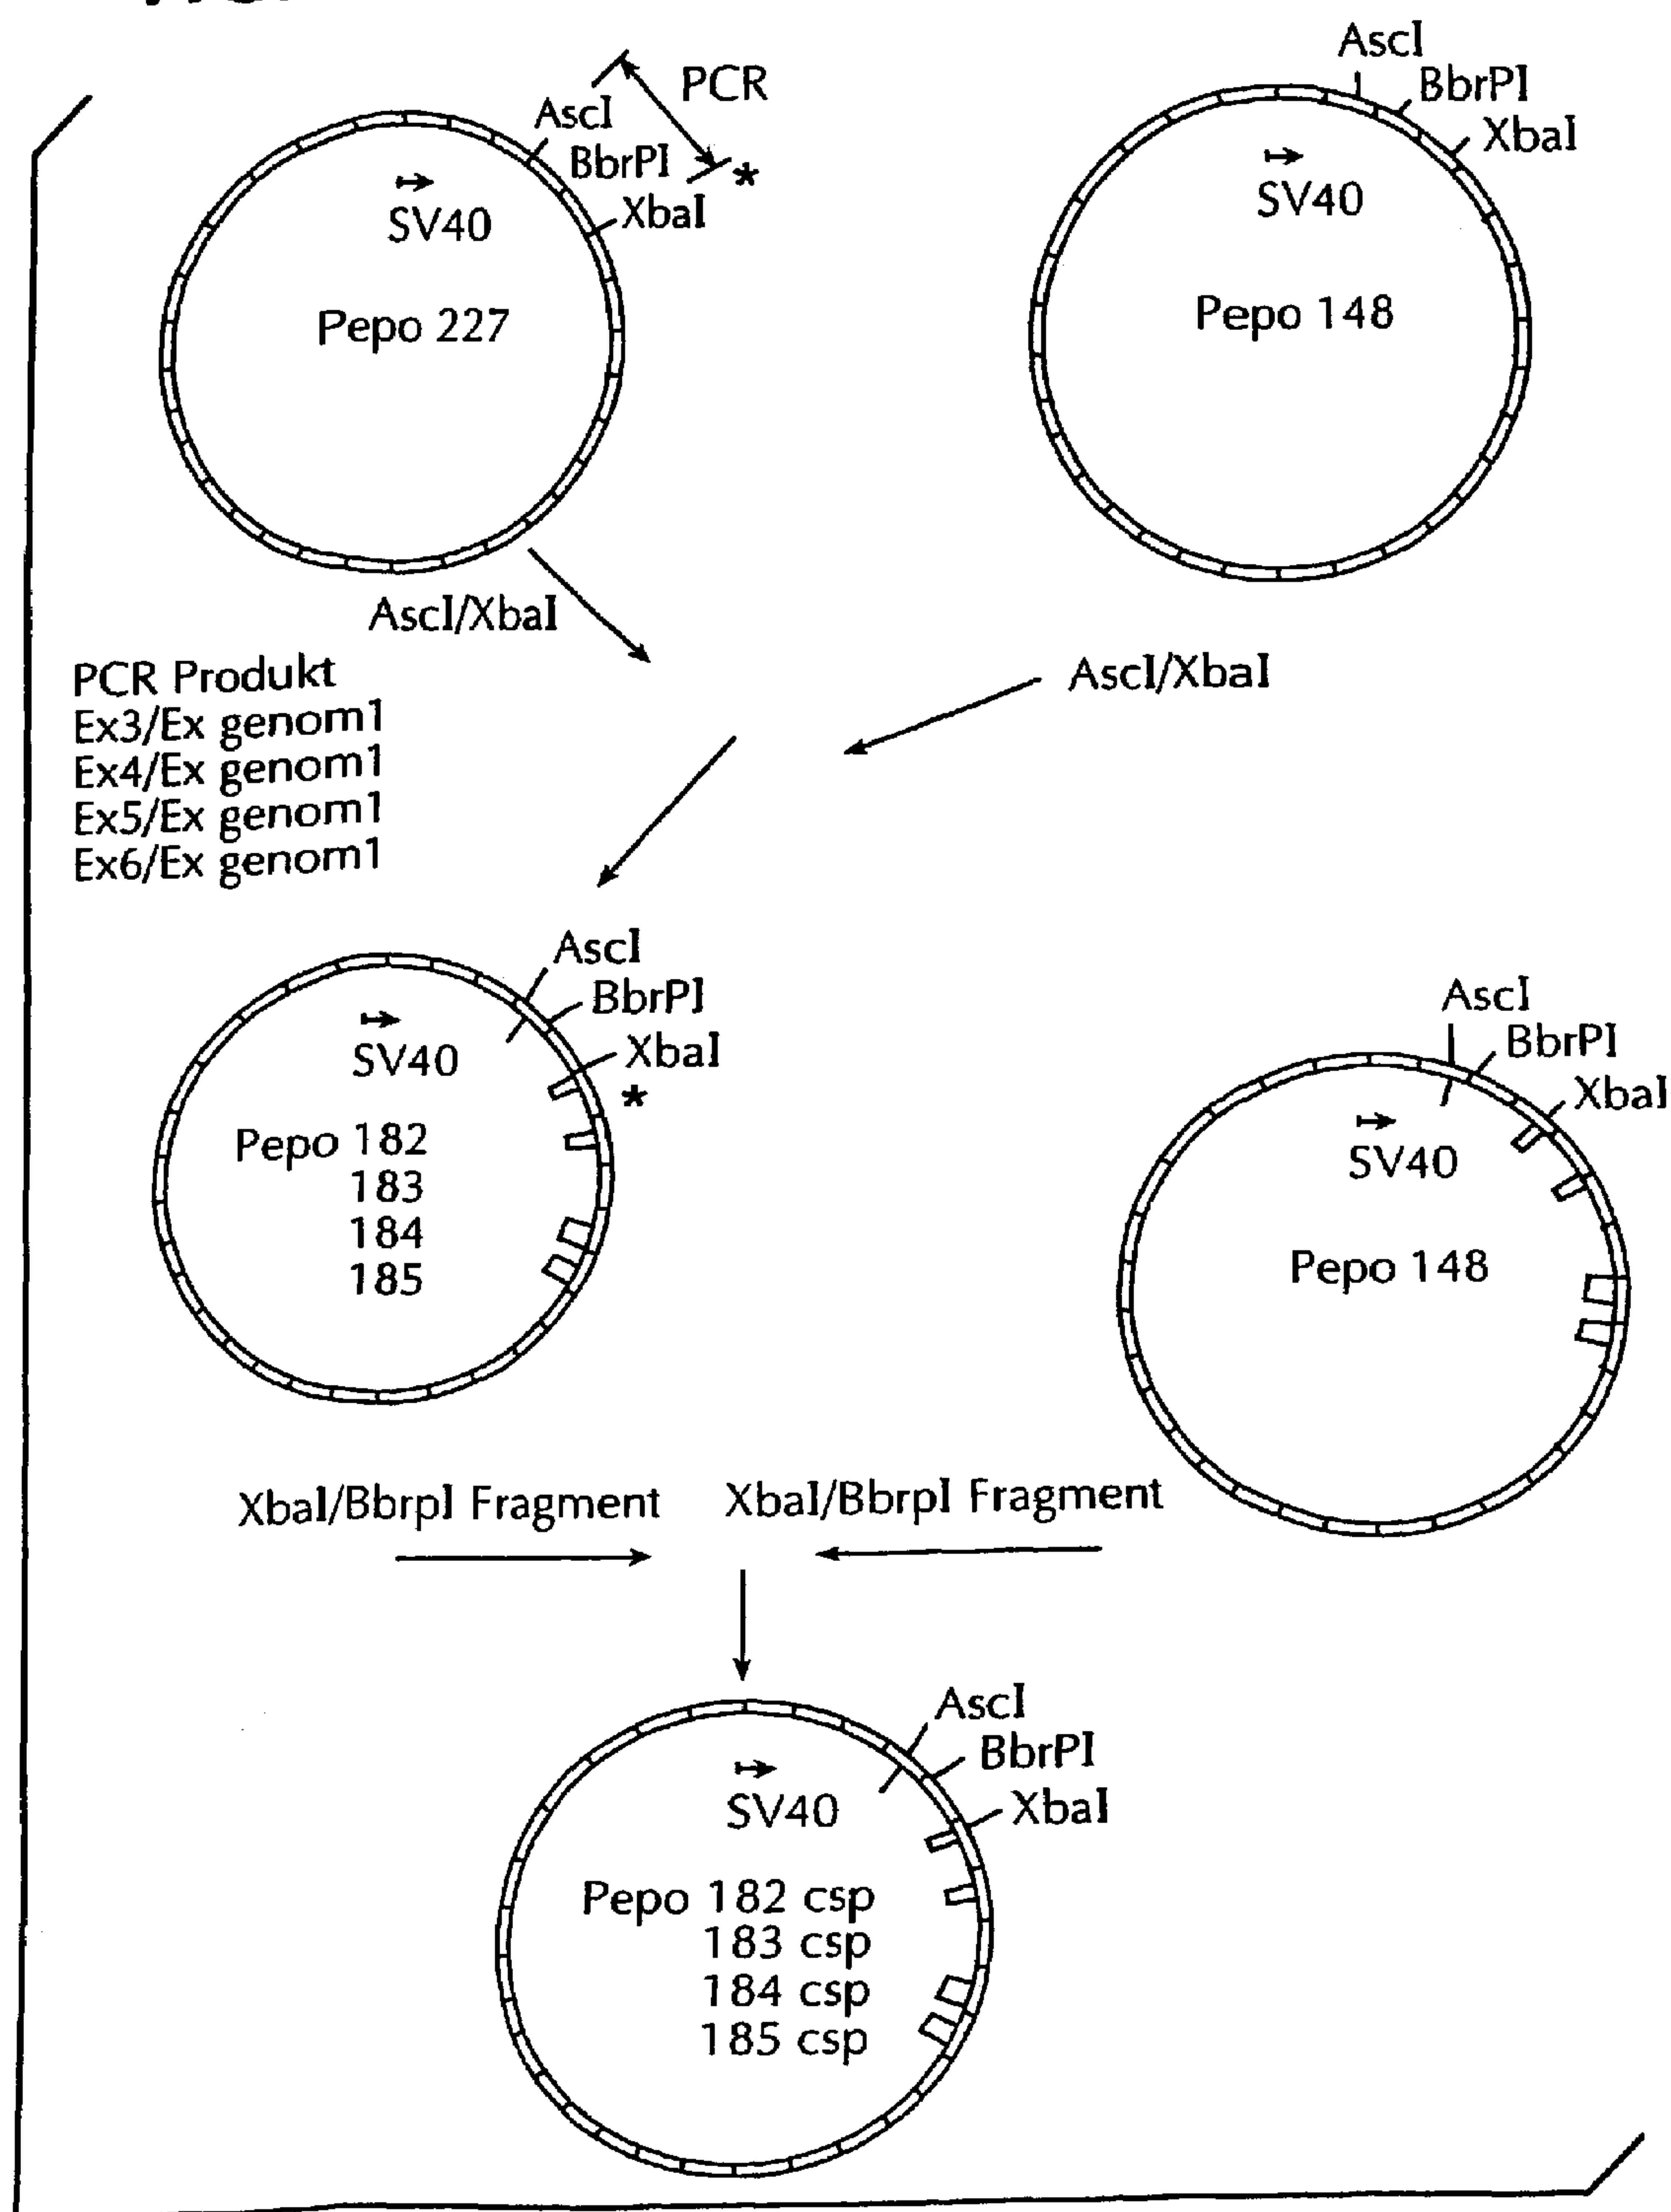 PCR
AscI
BbrPI
*
XbaI
SV40
Pepo 227
AscI
BbrPI
XbaI
SV40
Pepo 148
AscI/XbaI
AscI/XbaI
PCR Produkt
Ex3/Ex genom1
Ex4/Ex genom1
Ex5/Ex genom1
Ex6/Ex genom1
AscI
BbrPI
XbaI
*
SV40
Pepo 182
183
184
185
AscI
BbrPI
XbaI
SV40
Pepo 148
XbaI/BbrpI Fragment
XbaI/BbrpI Fragment
AscI
BbrPI
XbaI
SV40
Pepo 182 csp
183 csp
184 csp
185 csp